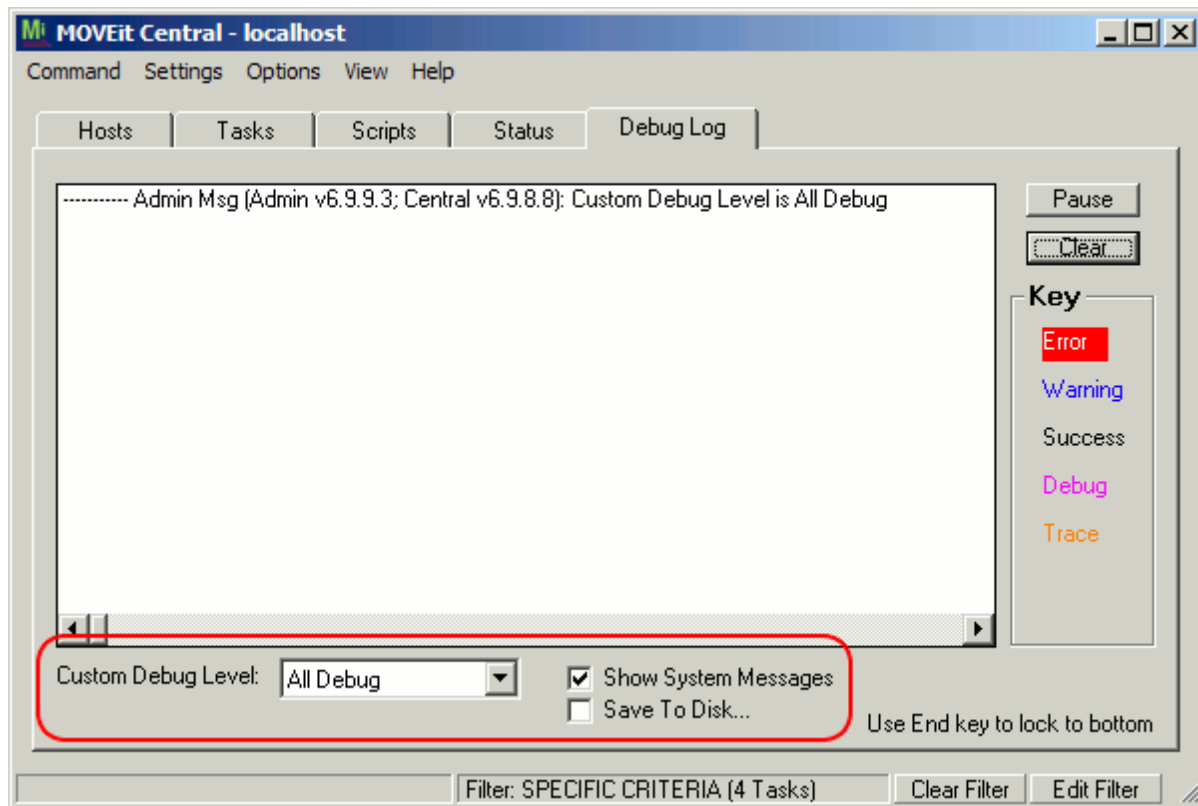 Mi MOVEit Central - localhost
Command Settings Options View Help
Hosts Tasks Scripts Status Debug Log
----------- Admin Msg (Admin v6.9.9.3; Central v6.9.8.8): Custom Debug Level is All Debug
Pause
Clear
Key
Error
Warning
Success
Debug
Trace
Custom Debug Level: All Debug
Show System Messages
Save To Disk...
Use End key to lock to bottom
Filter: SPECIFIC CRITERIA (4 Tasks) Clear Filter Edit Filter